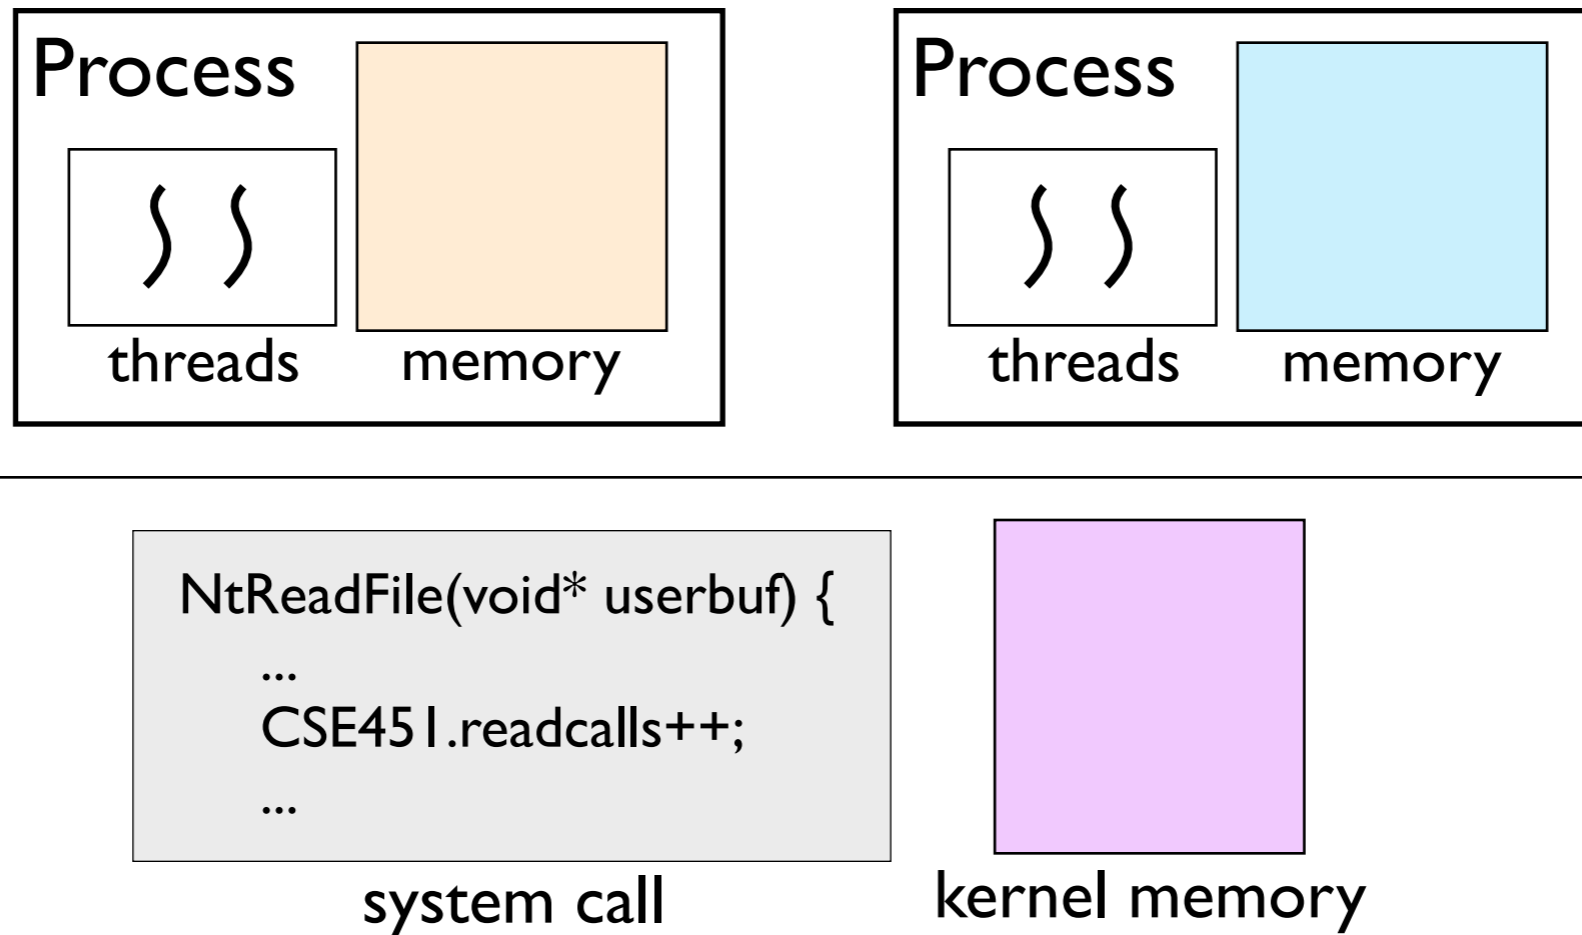 Process
threads
memory
Process
threads
memory
NtReadFile(void* userbuf) {
...
CSE451.readcalls++;
...
system call
kernel memory